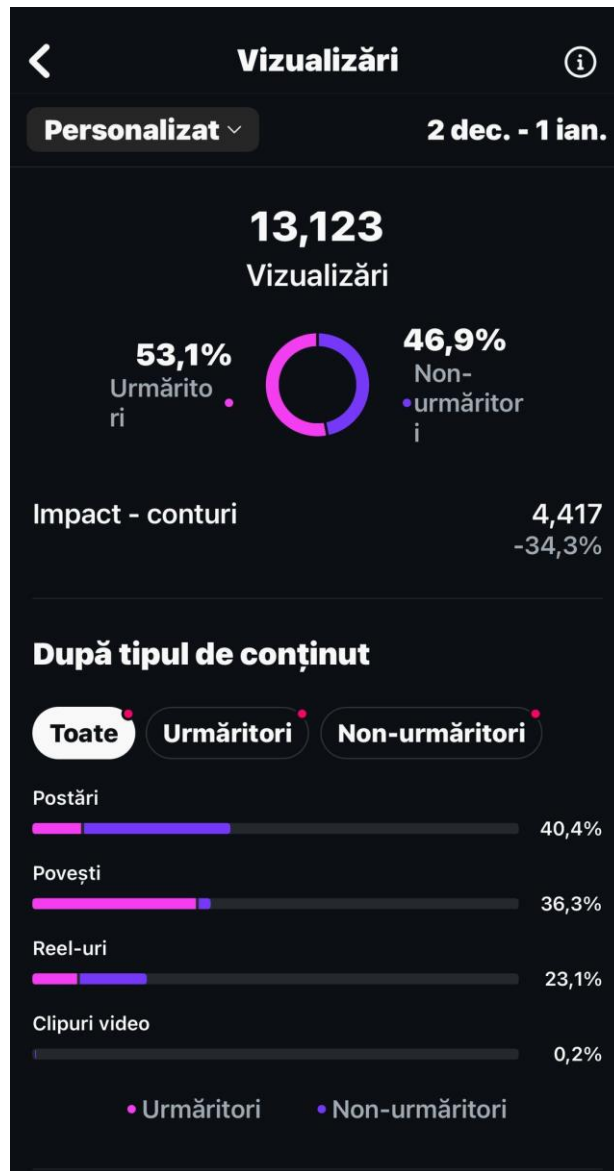 Vizualizări
Personalizat
2 dec. - 1 ian.
13,123
Vizualizări
53,1%
Urmărito
ri
46,9%
Non-
urmăritor
i
Impact - conturi
4,417
-34,3%
După tipul de conținut
Toate
Urmăritori
Non-urmăritori
Postări
40,4%
Povești
36,3%
Reel-uri
23,1%
Clipuri video
0,2%
Urmăritori
Non-urmăritori